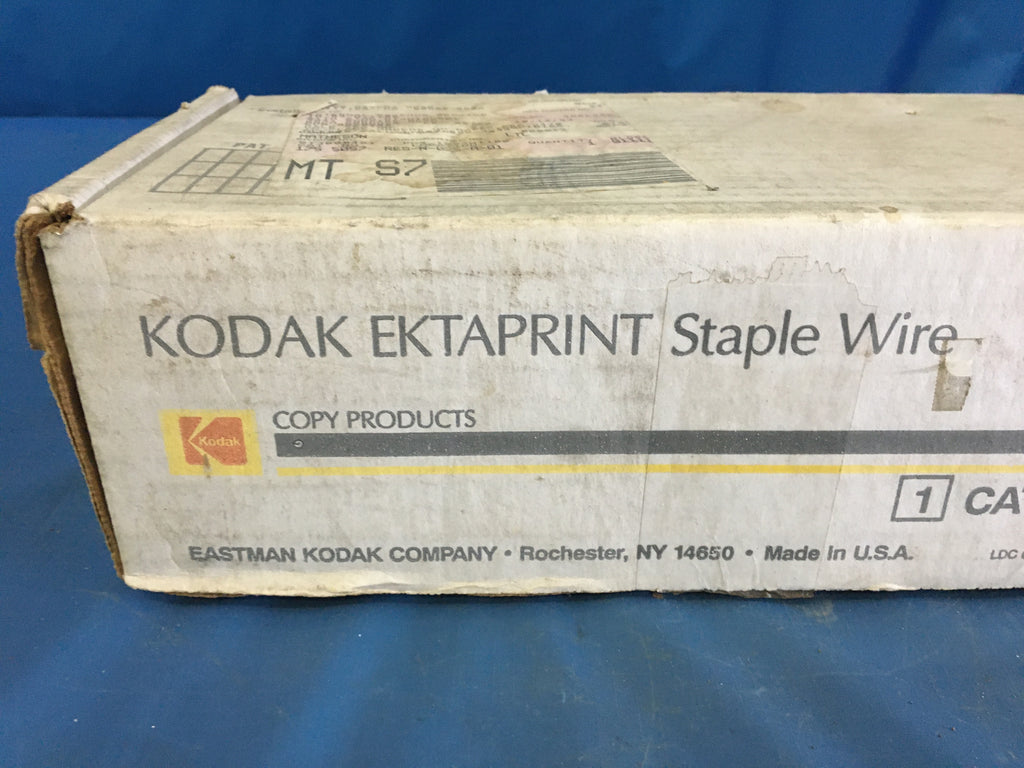 PAT
MT S7
KODAK EKTAPRINT Staple Wire
COPY PRODUCTS
Kodak
1 CA
EASTMAN KODAK COMPANY • Rochester, NY 14650 • Made In U.S.A.
LDC